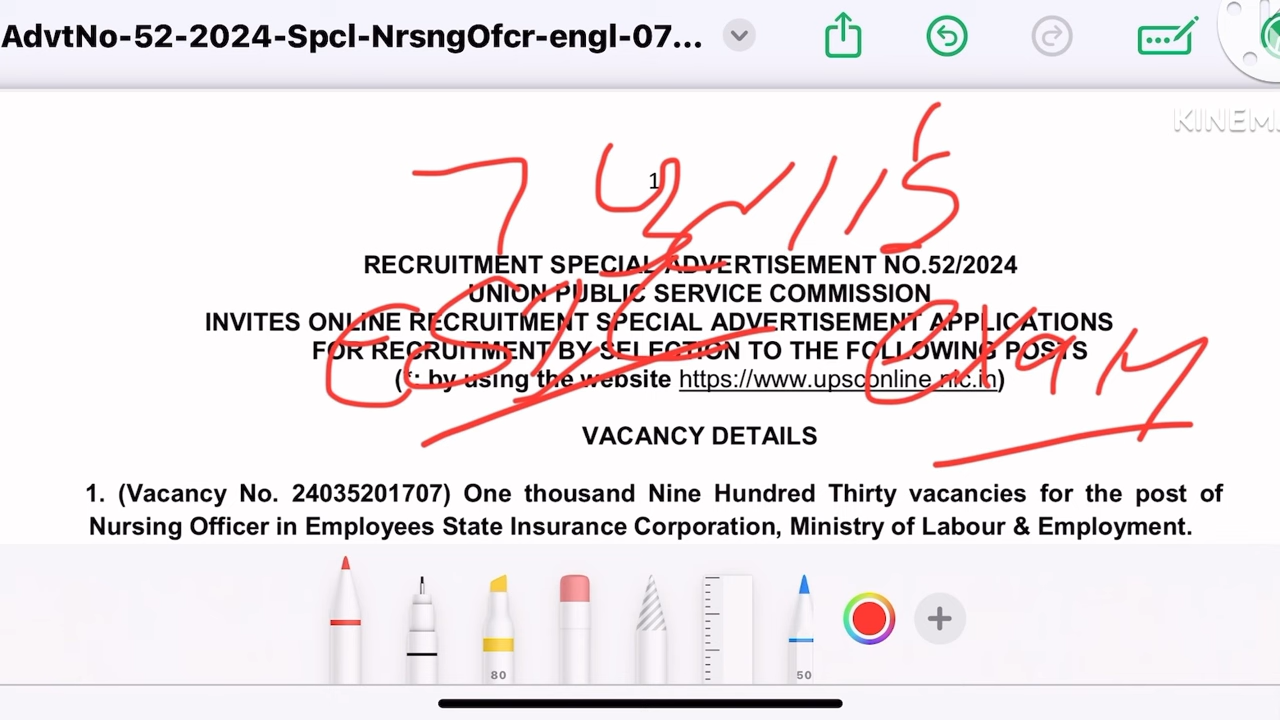 AdvtNo-52-2024-Spcl-NrsngOfcr-engl-07...
KINEM
1
RECRUITMENT SPECIAL ADVERTISEMENT NO.52/2024
UNION PUBLIC SERVICE COMMISSION
INVITES ONLINE RECRUITMENT SPECIAL ADVERTISEMENT APPLICATIONS
FOR RECRUITMENT BY SELECTION TO THE FOLLOWING POSTS
(*: by using the website https://www.upsconline.nic.in)
ESIC exam
VACANCY DETAILS
1. (Vacancy No. 24035201707) One thousand Nine Hundred Thirty vacancies for the post of
Nursing Officer in Employees State Insurance Corporation, Ministry of Labour & Employment.
80
50